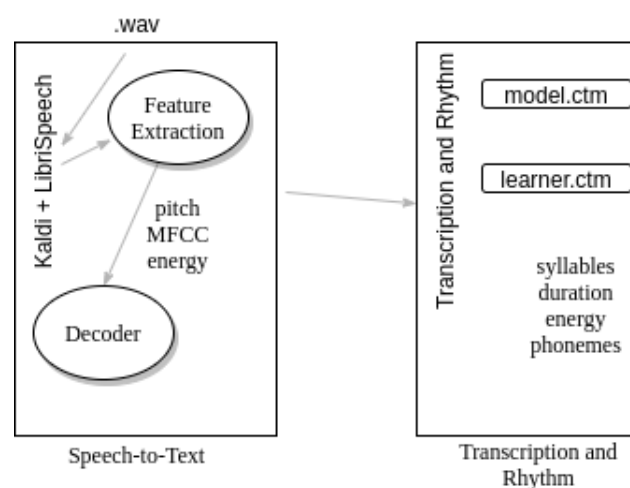 .wav
Kaldi + LibriSpeech
Feature
Extraction
pitch
MFCC
energy
Decoder
Speech-to-Text
Transcription and Rhythm
model.ctm
learner.ctm
syllables
duration
energy
phonemes
Transcription and
Rhythm